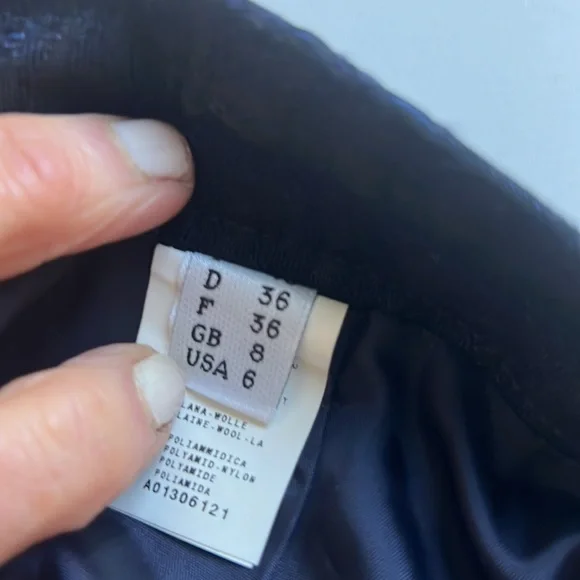 D 36
F 36
GB 8
USA 6
LANA-WOLLE
LAINE-WOOL-LA
POLIAMMIDICA
POLYAMID-NYLON
POLYAMIDE
POLIAMIDA
A01306121